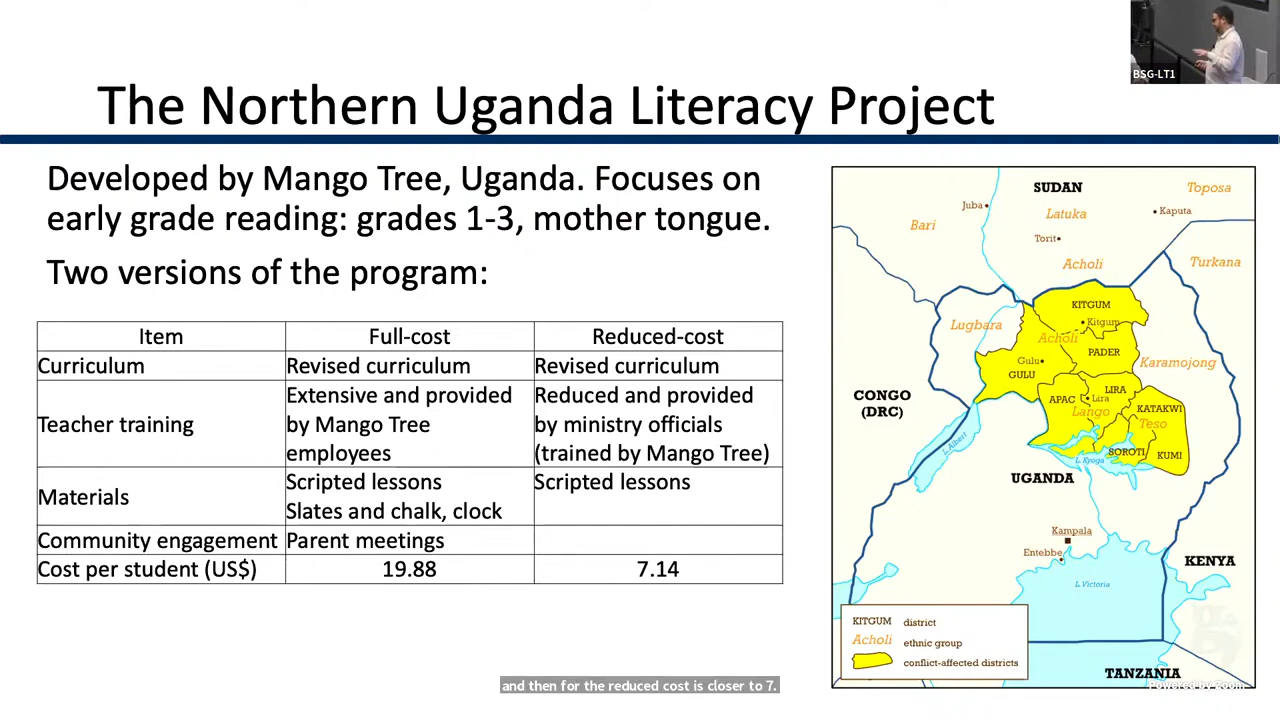 BSG-LT1
The Northern Uganda Literacy Project
Developed by Mango Tree, Uganda. Focuses on
early grade reading: grades 1-3, mother tongue.
Two versions of the program:
Item Full-cost Reduced-cost
Curriculum Revised curriculum Revised curriculum
Teacher training
Extensive and provided
by Mango Tree
employees
Reduced and provided
by ministry officials
(trained by Mango Tree)
Materials
Scripted lessons
Slates and chalk, clock
Scripted lessons
Community engagement Parent meetings
Cost per student (US$) 19.88 7.14
SUDAN
Toposa
Juba
Latuka
Kaputa
Bari
Torit
Acholi
Turkana
KITGUM
Lugbara
Kitgum
Acholi
PADER
Gulu
GULU
Karamojong
CONGO
(DRC)
APAC
LIRA
Lira
Lango
KATAKWI
Teso
L. Albert
L. Kyoga
SOROTI
KUMI
UGANDA
Kampala
Entebbe
KENYA
L. Victoria
KITGUM district
Acholi ethnic group
conflict-affected districts
TANZANIA
Powered by Zoom
and then for the reduced cost is closer to 7.